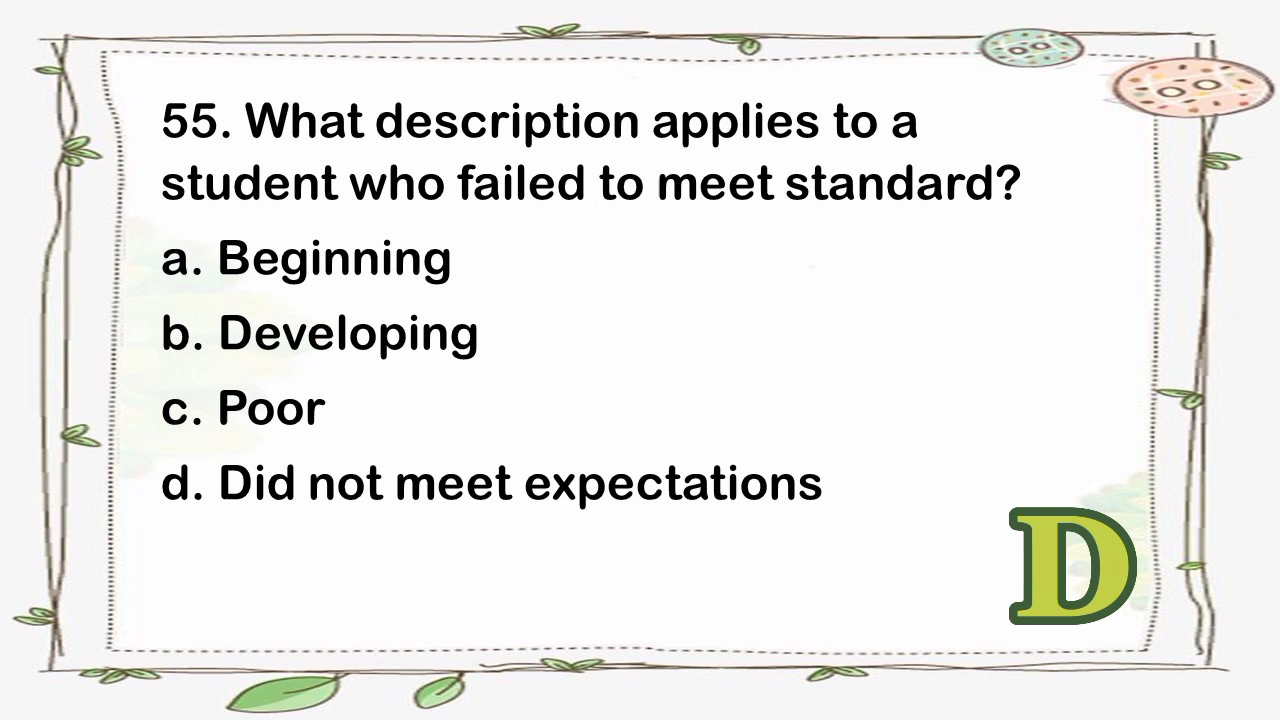 55. What description applies to a
student who failed to meet standard?
a. Beginning
b. Developing
c. Poor
d. Did not meet expectations
D